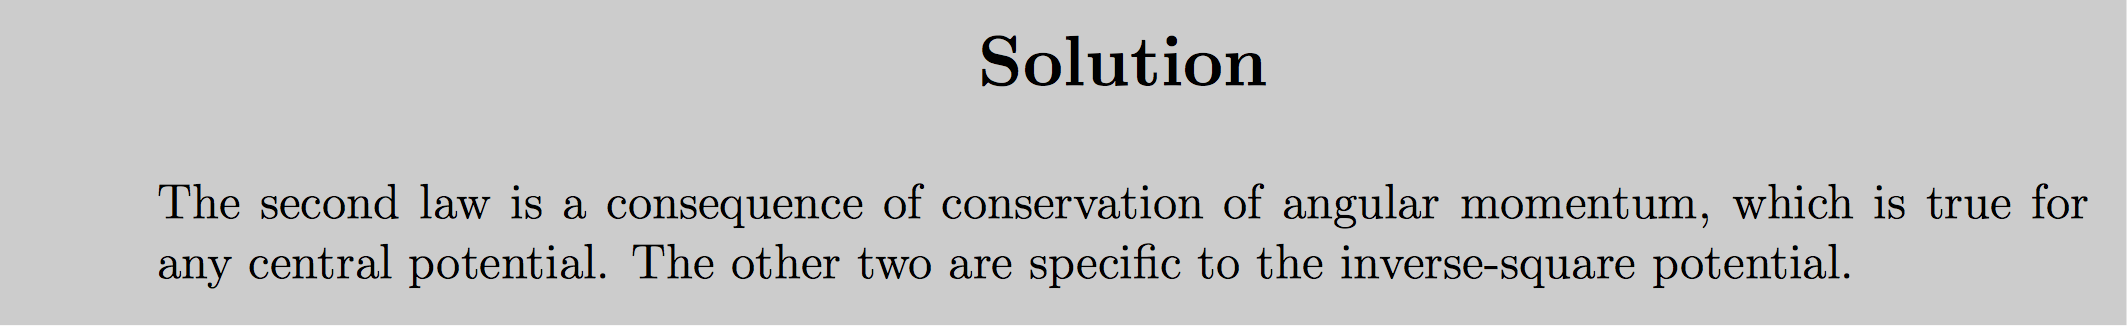 Solution
The second law is a consequence of conservation of angular momentum, which is true for
any central potential. The other two are specific to the inverse-square potential.